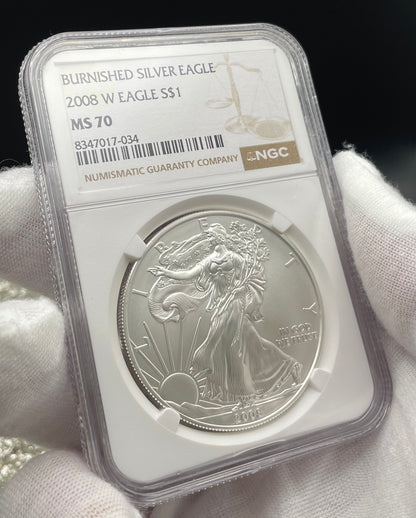 BURNISHED SILVER EAGLE
2008 W EAGLE S$1
MS 70
8347017-034
NUMISMATIC GUARANTY COMPANY NGC
LIBERTY
IN GOD
WE TRUST
2008